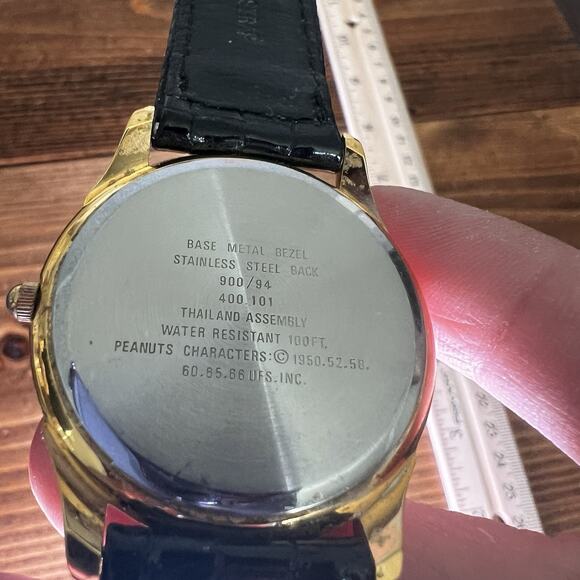 BASE METAL BEZEL
STAINLESS STEEL BACK
900/94
400.101
THAILAND ASSEMBLY
WATER RESISTANT 100FT.
PEANUTS CHARACTERS:© 1950.52.58.
60.65.66 UFS.INC.